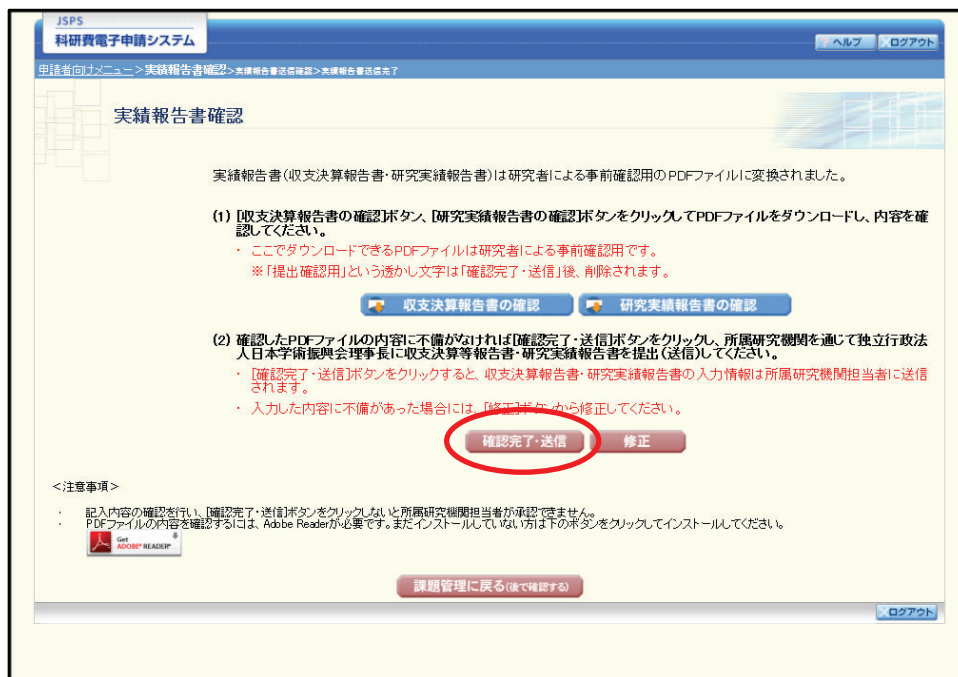 JSPS
科研費電子申請システム
ヘルプ
ログアウト
申請者向けメニュー>実績報告書確認>実績報告書送信確認>実績報告書送信完了
実績報告書確認
実績報告書(収支決算報告書・研究実績報告書)は研究者による事前確認用のPDFファイルに変換されました。
(1) [収支決算報告書の確認]ボタン、[研究実績報告書の確認]ボタンをクリックしてPDFファイルをダウンロードし、内容を確
認してください。
・ ここでダウンロードできるPDFファイルは研究者による事前確認用です。
※「提出確認用」という透かし文字は「確認完了・送信」後、削除されます。
収支決算報告書の確認
研究実績報告書の確認
(2) 確認したPDFファイルの内容に不備がなければ[確認完了・送信]ボタンをクリックし、所属研究機関を通じて独立行政法
人日本学術振興会理事長に収支決算等報告書・研究実績報告書を提出(送信)してください。
・ [確認完了・送信]ボタンをクリックすると、収支決算報告書・研究実績報告書の入力情報は所属研究機関担当者に送信
されます。
・ 入力した内容に不備があった場合には、[修正]ボタンから修正してください。
確認完了・送信
修正
<注意事項>
・ 記入内容の確認を行い、[確認完了・送信]ボタンをクリックしないと所属研究機関担当者が承認できません。
・ PDFファイルの内容を確認するには、Adobe Readerが必要です。まだインストールしていない方は下のボタンをクリックしてインストールしてください。
Get
ADOBE® READER®
課題管理に戻る(後で確認する)
ログアウト